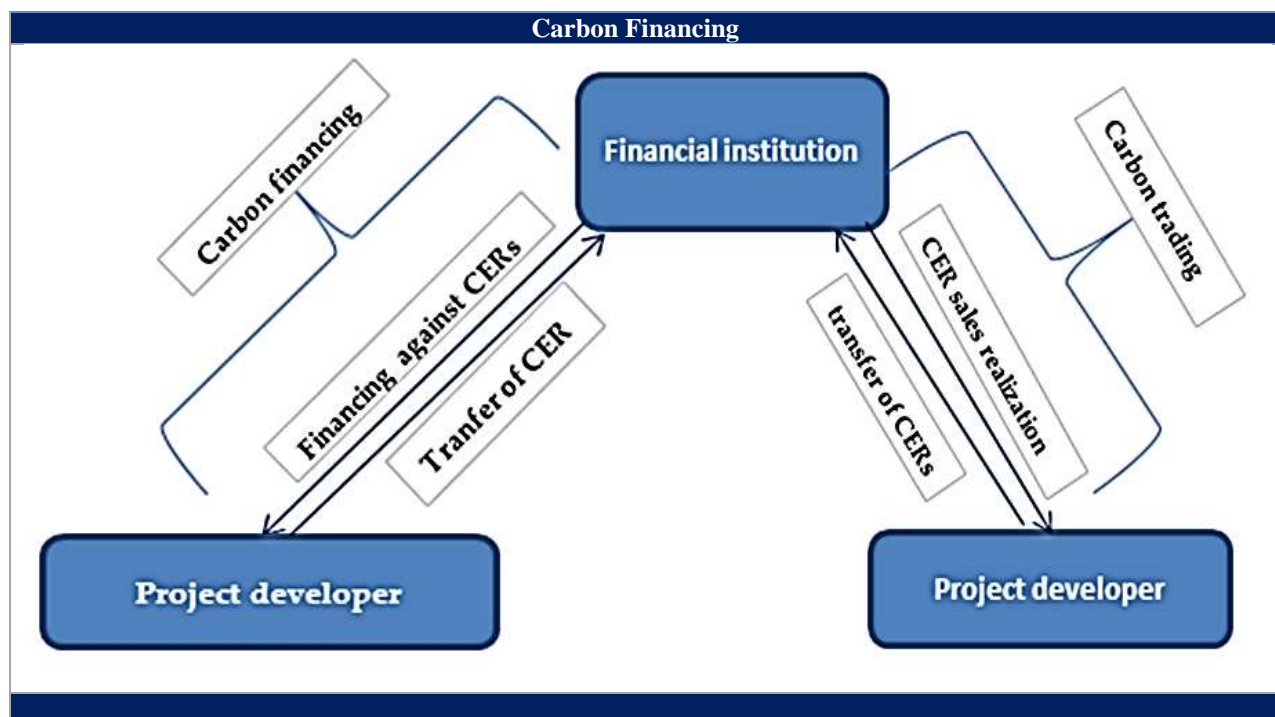 Carbon Financing
Financial institution
Carbon financing
Financing against CERs
Tranfer of CER
Carbon trading
CER sales realization
transfer of CERs
Project developer
Project developer